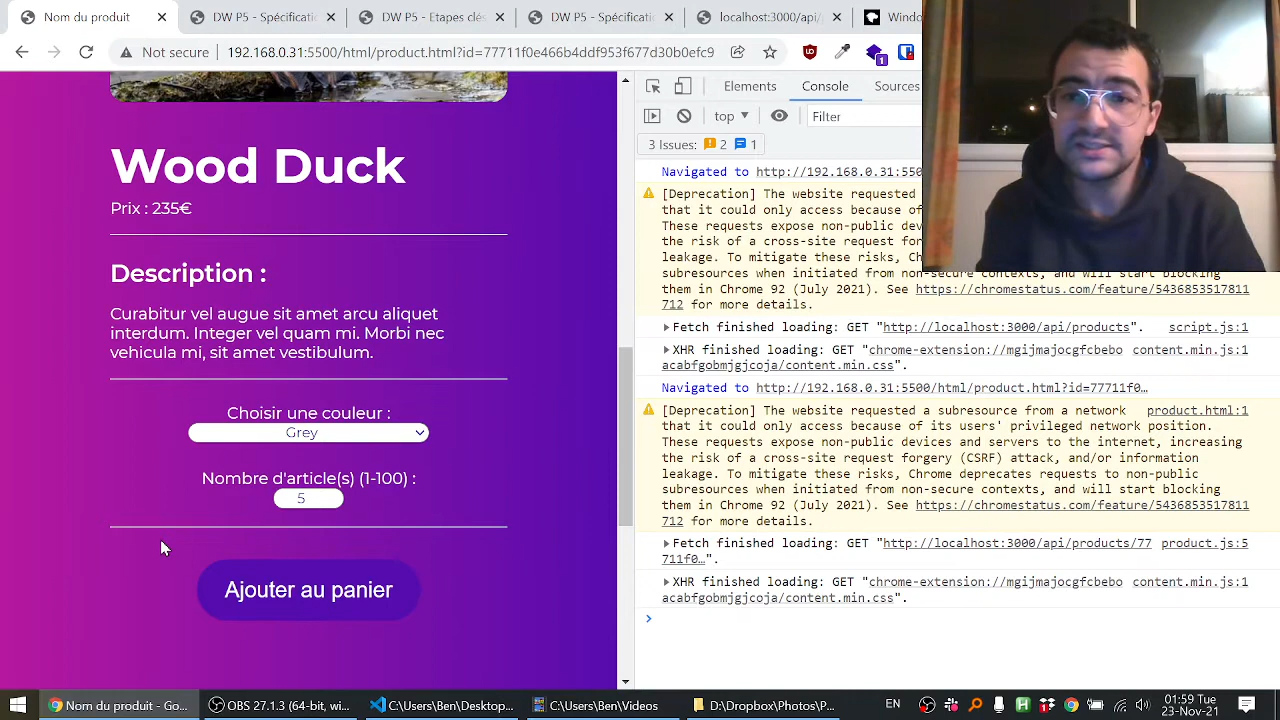 Nom du produit
DW P5 - Spécification
DW P5 - Etapes clés
DW P5 - Spécification
localhost:3000/api/
Windo
Not secure
192.168.0.31:5500/html/product.html?id=77711f0e466b4ddf953f677d30b0efc9
1
Wood Duck
Prix : 235€
Description :
Curabitur vel augue sit amet arcu aliquet
interdum. Integer vel quam mi. Morbi nec
vehicula mi, sit amet vestibulum.
Choisir une couleur :
Grey
Nombre d'article(s) (1-100) :
5
Ajouter au panier
Elements
Console
Sources
top
Filter
3 Issues: 2 1
Navigated to http://192.168.0.31:550
[Deprecation] The website requested
that it could only access because of
These requests expose non-public dev
the risk of a cross-site request for
leakage. To mitigate these risks, Ch
subresources when initiated from non-secure contexts, and will start blocking
them in Chrome 92 (July 2021). See https://chromestatus.com/feature/5436853517811
712 for more details.
Fetch finished loading: GET "http://localhost:3000/api/products". script.js:1
XHR finished loading: GET "chrome-extension://mgijmajocgfcbebo content.min.js:1
acabfgobmjgjcoja/content.min.css".
Navigated to http://192.168.0.31:5500/html/product.html?id=77711f0…
[Deprecation] The website requested a subresource from a network product.html:1
that it could only access because of its users' privileged network position.
These requests expose non-public devices and servers to the internet, increasing
the risk of a cross-site request forgery (CSRF) attack, and/or information
leakage. To mitigate these risks, Chrome deprecates requests to non-public
subresources when initiated from non-secure contexts, and will start blocking
them in Chrome 92 (July 2021). See https://chromestatus.com/feature/5436853517811
712 for more details.
Fetch finished loading: GET "http://localhost:3000/api/products/77 product.js:5
711f0…".
XHR finished loading: GET "chrome-extension://mgijmajocgfcbebo content.min.js:1
acabfgobmjgjcoja/content.min.css".
Nom du produit - Go...
OBS 27.1.3 (64-bit, wi...
C:\Users\Ben\Desktop...
C:\Users\Ben\Videos
D:\Dropbox\Photos\P...
EN
01:59 Tue
23-Nov-21